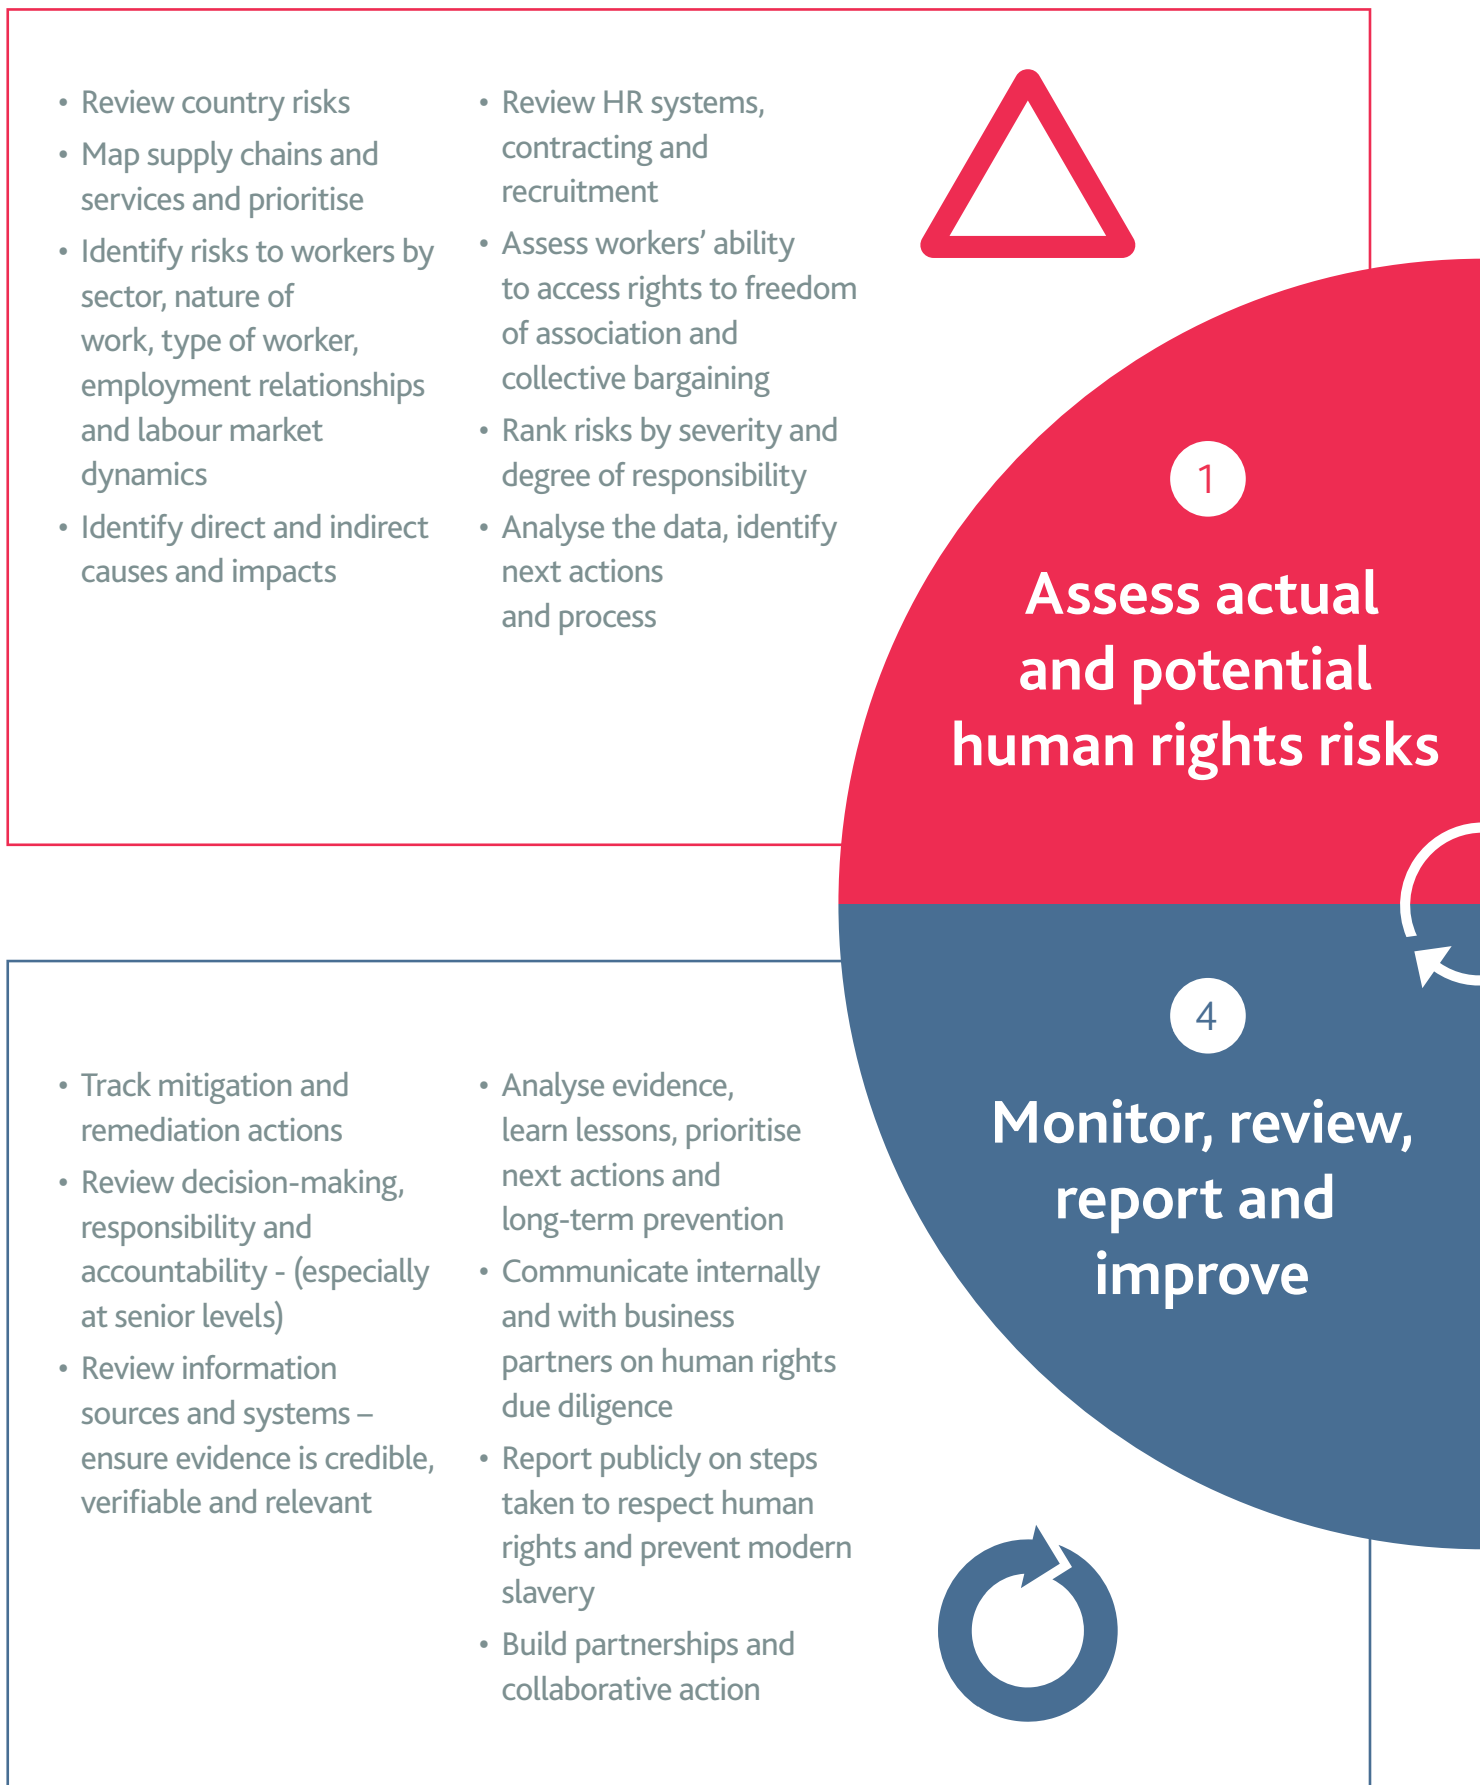 • Review country risks
• Map supply chains and
services and prioritise
• Identify risks to workers by
sector, nature of
work, type of worker,
employment relationships
and labour market
dynamics
• Identify direct and indirect
causes and impacts
• Review HR systems,
contracting and
recruitment
• Assess workers’ ability
to access rights to freedom
of association and
collective bargaining
• Rank risks by severity and
degree of responsibility
• Analyse the data, identify
next actions
and process
1
Assess actual
and potential
human rights risks
• Track mitigation and
remediation actions
• Review decision-making,
responsibility and
accountability - (especially
at senior levels)
• Review information
sources and systems –
ensure evidence is credible,
verifiable and relevant
• Analyse evidence,
learn lessons, prioritise
next actions and
long-term prevention
• Communicate internally
and with business
partners on human rights
due diligence
• Report publicly on steps
taken to respect human
rights and prevent modern
slavery
• Build partnerships and
collaborative action
4
Monitor, review,
report and
improve